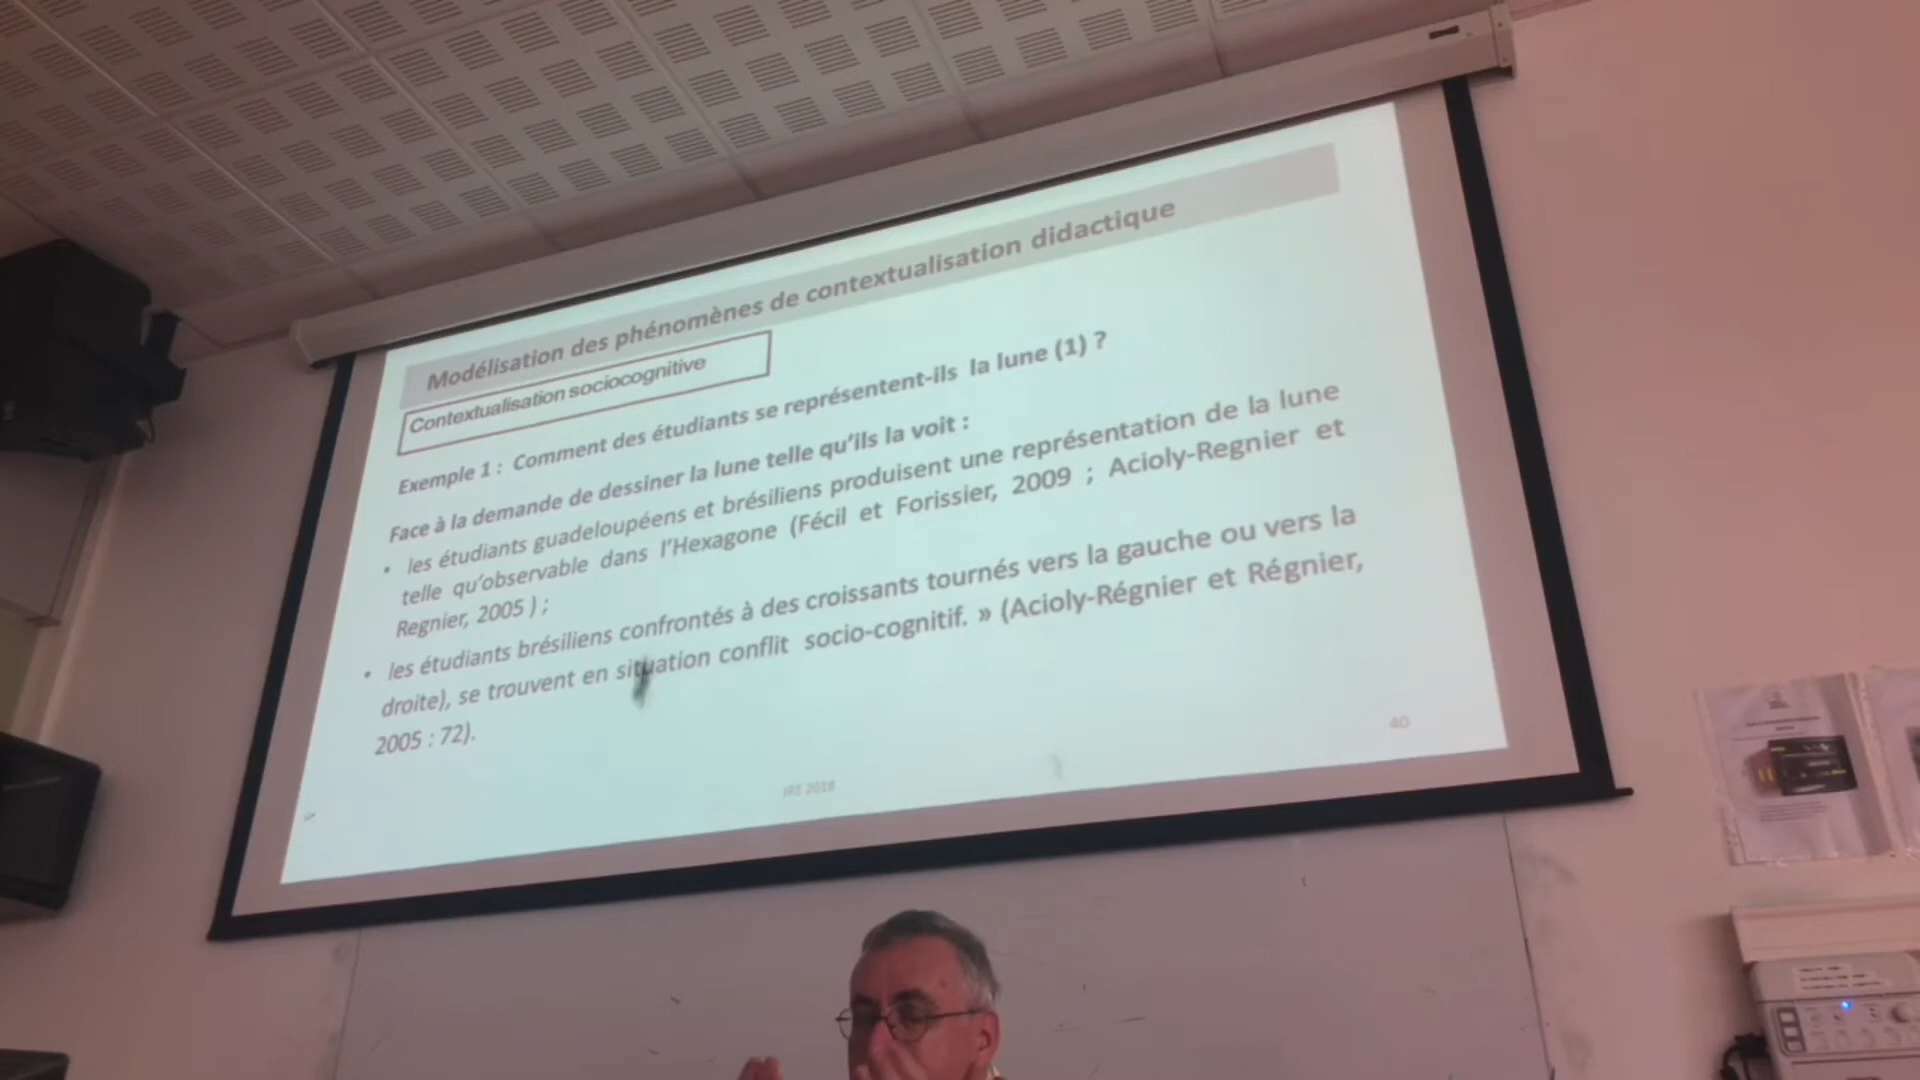 Modélisation des phénomènes de contextualisation didactique
Contextualisation sociocognitive
Exemple 1 : Comment des étudiants se représentent-ils la lune (1) ?
Face à la demande de dessiner la lune telle qu'ils la voit :
• les étudiants guadeloupéens et brésiliens produisent une représentation de la lune
telle qu'observable dans l'Hexagone (Fécil et Forissier, 2009 ; Acioly-Regnier et
Regnier, 2005 ) ;
• les étudiants brésiliens confrontés à des croissants tournés vers la gauche ou vers la
droite), se trouvent en situation conflit socio-cognitif. » (Acioly-Régnier et Régnier,
2005 : 72).
40
2018